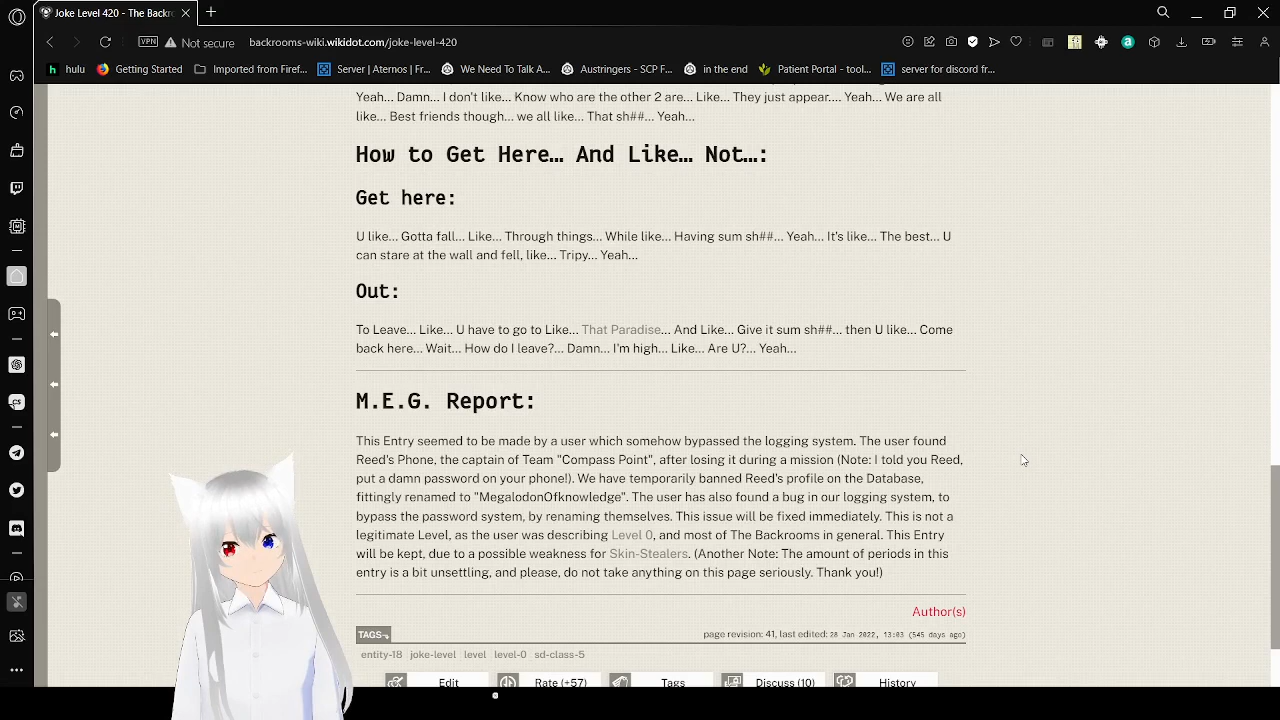 Joke Level 420 - The Backr
VPN
Not secure
backrooms-wiki.wikidot.com/joke-level-420
hulu
Getting Started
Imported from Firef...
Server | Aternos | Fr...
We Need To Talk A...
Austringers - SCP F...
in the end
Patient Portal - tool...
server for discord fr...
Yeah… Damn… I don't like… Know who are the other 2 are… Like… They just appear…. Yeah… We are all
like… Best friends though… we all like… That sh##… Yeah…
How to Get Here… And Like… Not…:
Get here:
U like… Gotta fall… Like… Through things… While like… Having sum sh##… Yeah… It's like… The best… U
can stare at the wall and fell, like… Tripy… Yeah…
Out:
To Leave… Like… U have to go to Like… That Paradise… And Like… Give it sum sh##… then U like… Come
back here… Wait… How do I leave?… Damn… I'm high… Like… Are U?… Yeah…
M.E.G. Report:
This Entry seemed to be made by a user which somehow bypassed the logging system. The user found
Reed's Phone, the captain of Team "Compass Point", after losing it during a mission (Note: I told you Reed,
put a damn password on your phone!). We have temporarily banned Reed's profile on the Database,
fittingly renamed to "MegalodonOfknowledge". The user has also found a bug in our logging system, to
bypass the password system, by renaming themselves. This issue will be fixed immediately. This is not a
legitimate Level, as the user was describing Level 0, and most of The Backrooms in general. This Entry
will be kept, due to a possible weakness for Skin-Stealers. (Another Note: The amount of periods in this
entry is a bit unsettling, and please, do not take anything on this page seriously. Thank you!)
Author(s)
TAGS
page revision: 41, last edited: 28 Jan 2022, 13:03 (545 days ago)
entity-18 joke-level level level-0 sd-class-5
Edit
Rate (+57)
Tags
Discuss (10)
History